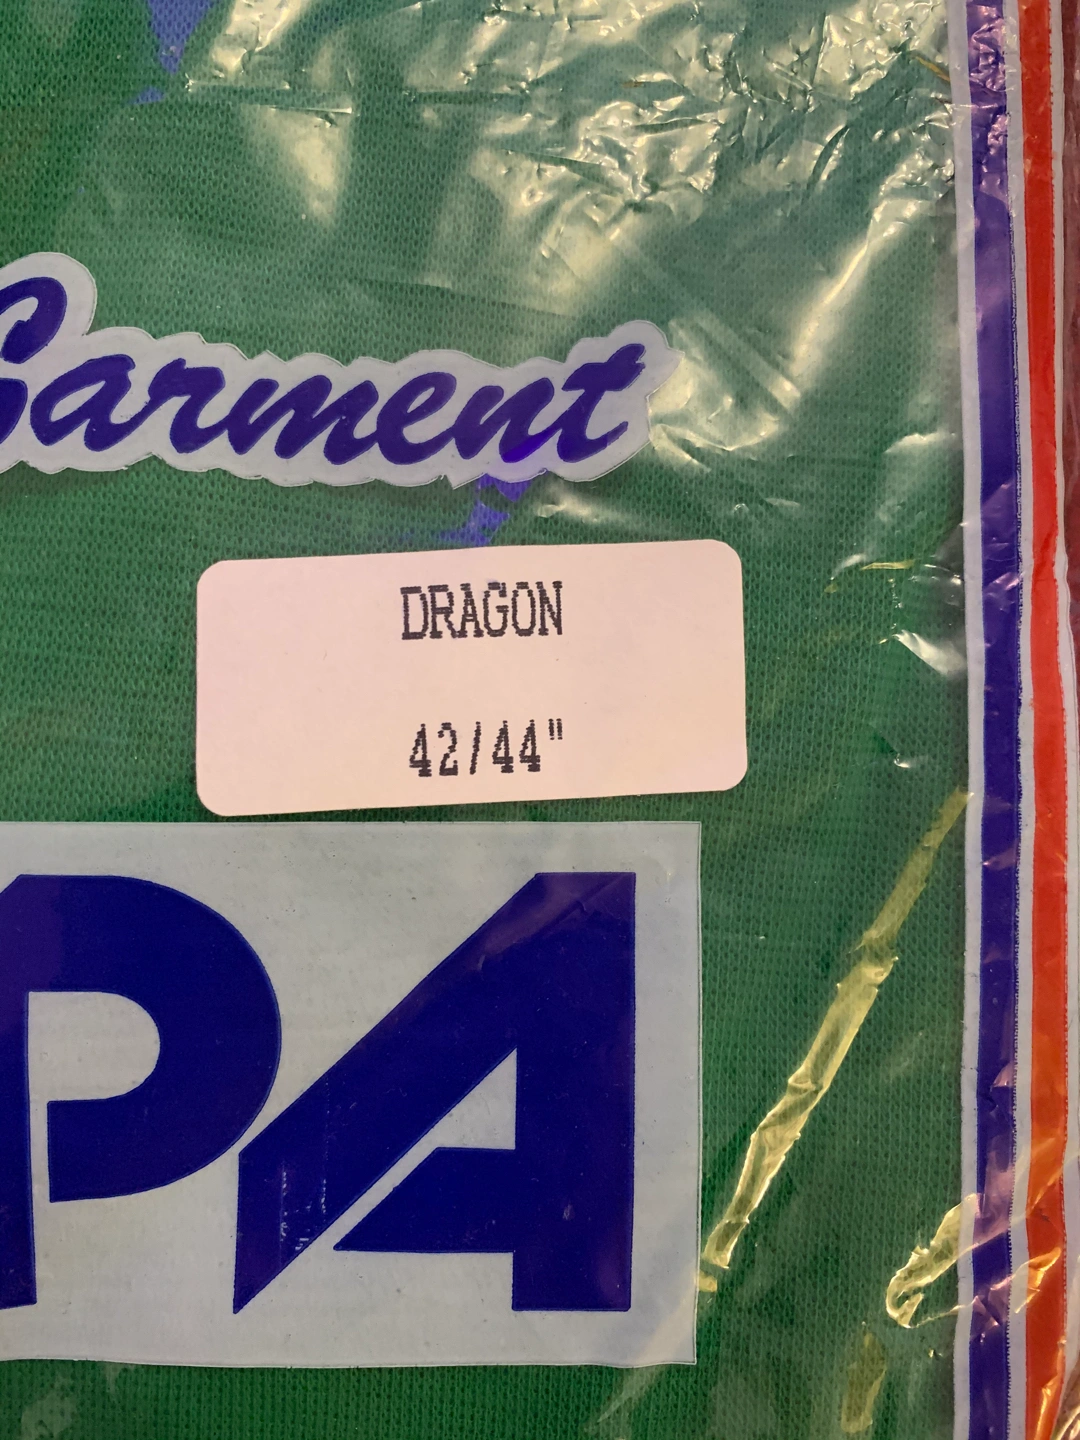 Garment
DRAGON
42/44"
PA